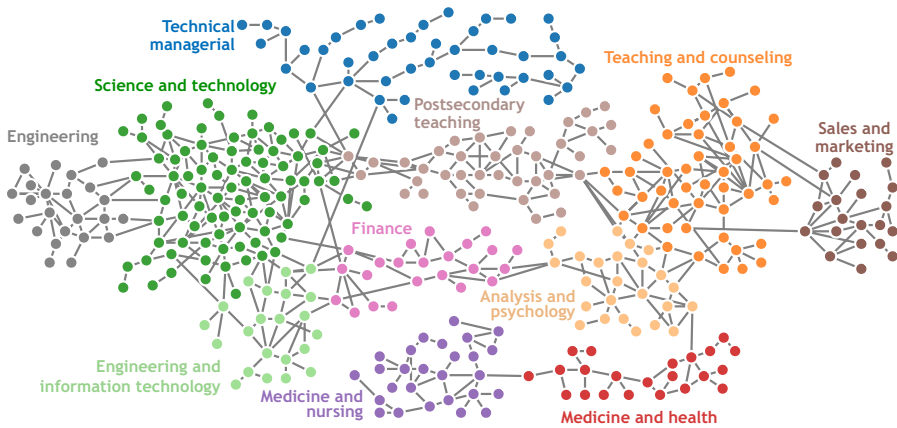 Technical
managerial
Teaching and counseling
Science and technology
Postsecondary
teaching
Engineering
Sales and
marketing
Finance
Analysis and
psychology
Engineering and
information technology
Medicine and
nursing
Medicine and health